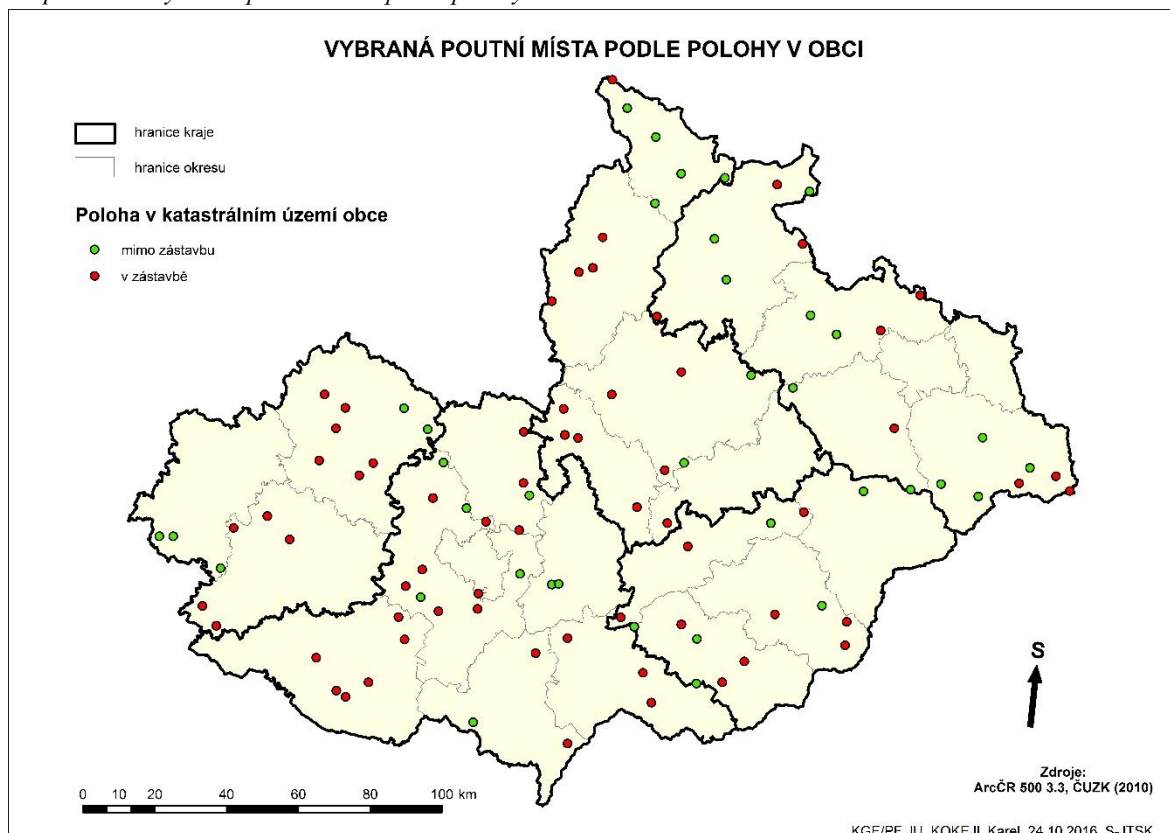 VYBRANÁ POUTNÍ MÍSTA PODLE POLOHY V OBCI
hranice kraje
hranice okresu
Poloha v katastrálním území obce
mimo zástavbu
v zástavbě
S
0 10 20 40 60 80 100 km
Zdroje:
ArcČR 500 3.3, ČUZK (2010)